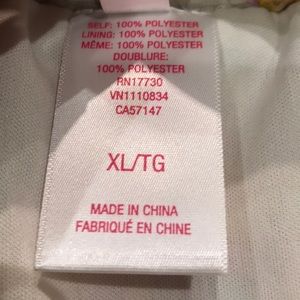 SELF: 100% POLYESTER
LINING: 100% POLYESTER
MÊME: 100% POLYESTER
DOUBLURE:
100% POLYESTER
RN17730
VN1110834
CA57147
XL/TG
MADE IN CHINA
FABRIQUÉ EN CHINE